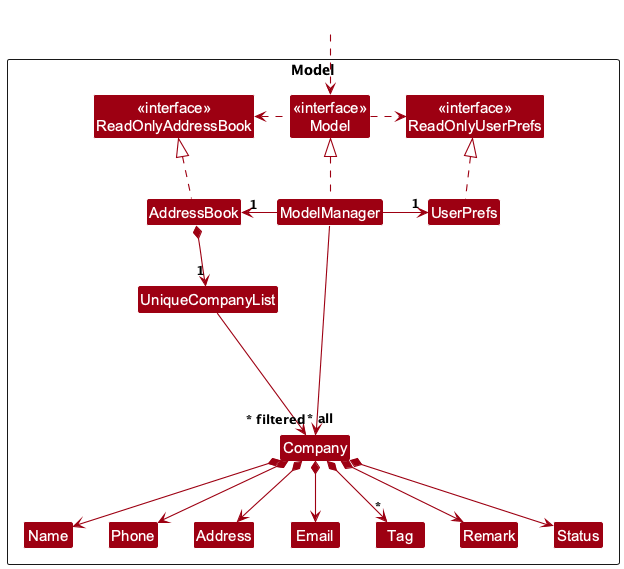 Model
«interface»
ReadOnlyAddressBook
«interface»
Model
«interface»
ReadOnlyUserPrefs
AddressBook
1
ModelManager
1
UserPrefs
1
UniqueCompanyList
* filtered
* all
Company
*
Name
Phone
Address
Email
Tag
Remark
Status